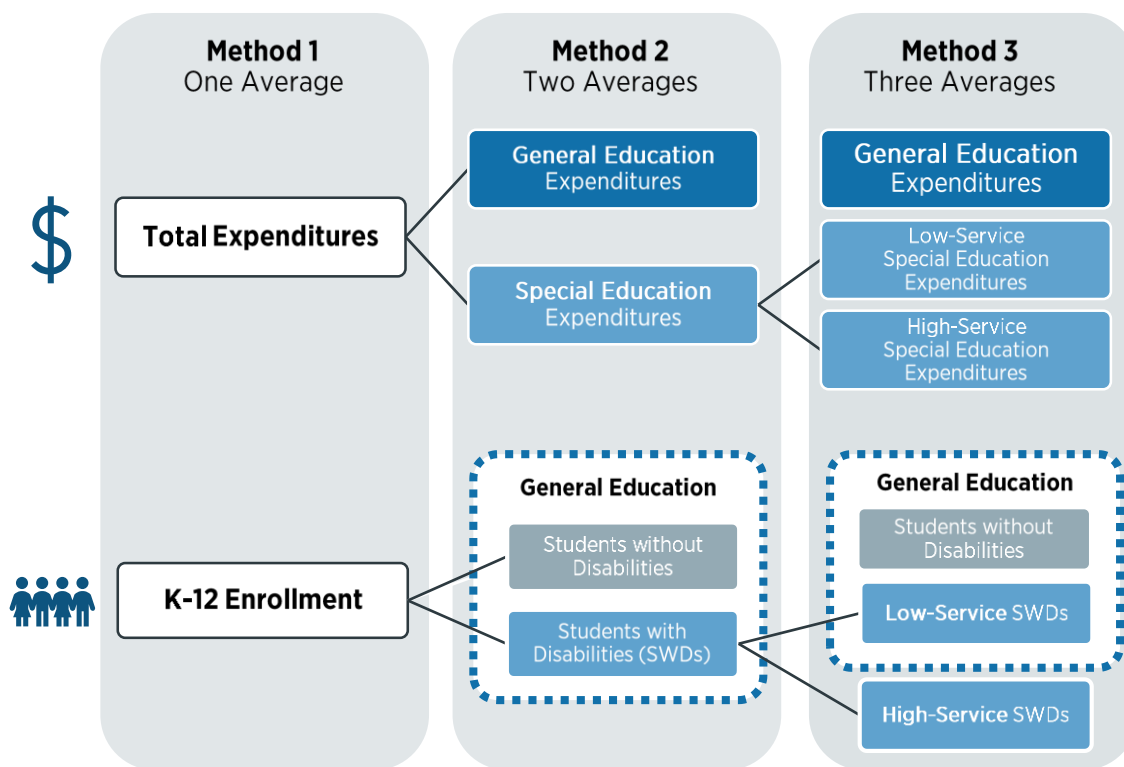 Method 1
One Average
Method 2
Two Averages
Method 3
Three Averages
$
Total Expenditures
General Education
Expenditures
Special Education
Expenditures
General Education
Expenditures
Low-Service
Special Education
Expenditures
High-Service
Special Education
Expenditures
K-12 Enrollment
General Education
Students without
Disabilities
Students with
Disabilities (SWDs)
General Education
Students without
Disabilities
Low-Service SWDs
High-Service SWDs